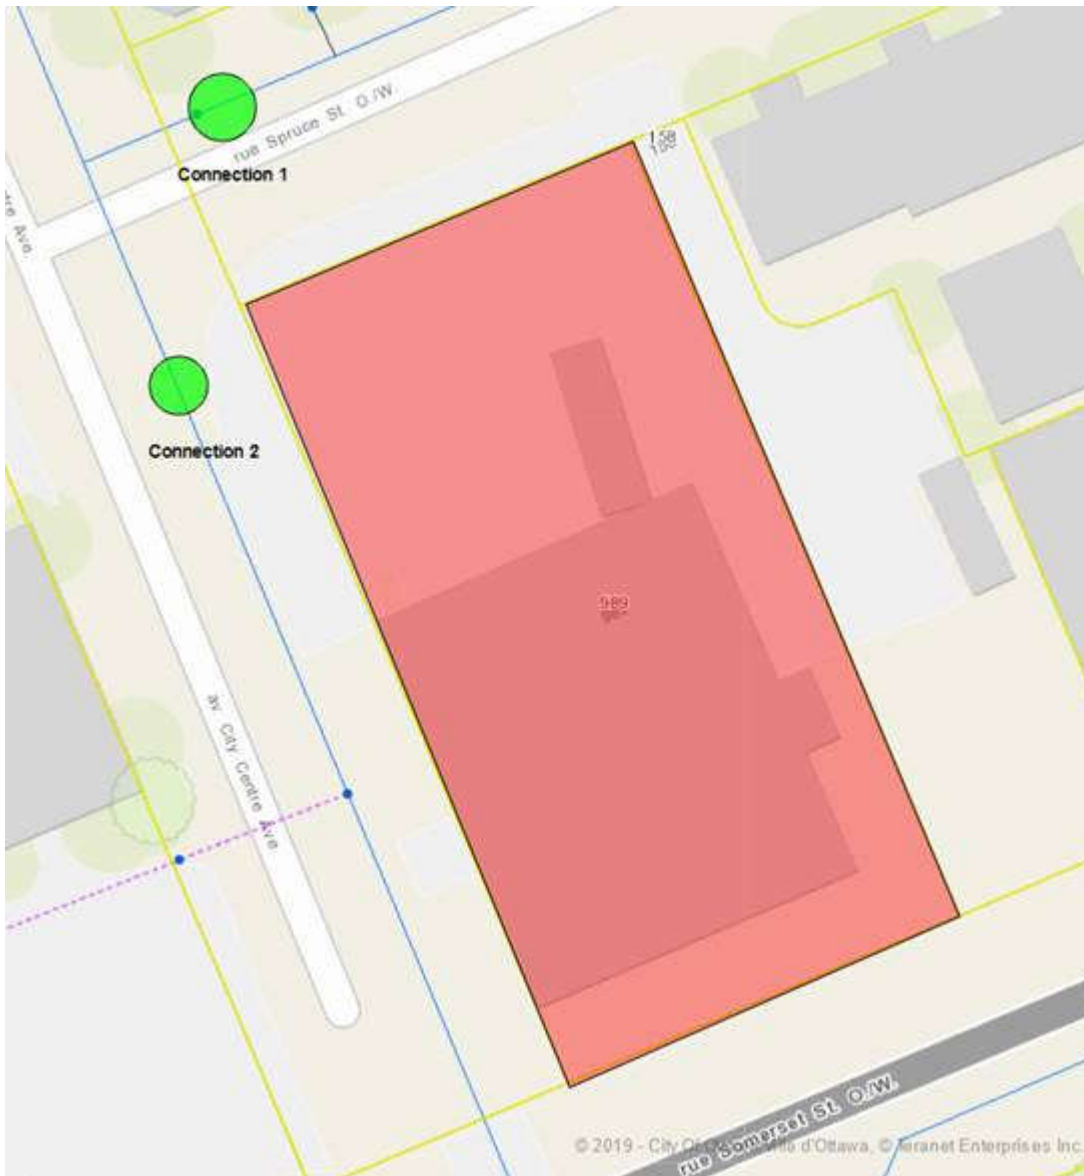 rue Spruce St. O./W.
Connection 1
Connection 2
989
av. City Centre Ave.
rue Somerset St. O./W.
© 2019 - City Of d'Ottawa, © Teranet Enterprises Inc